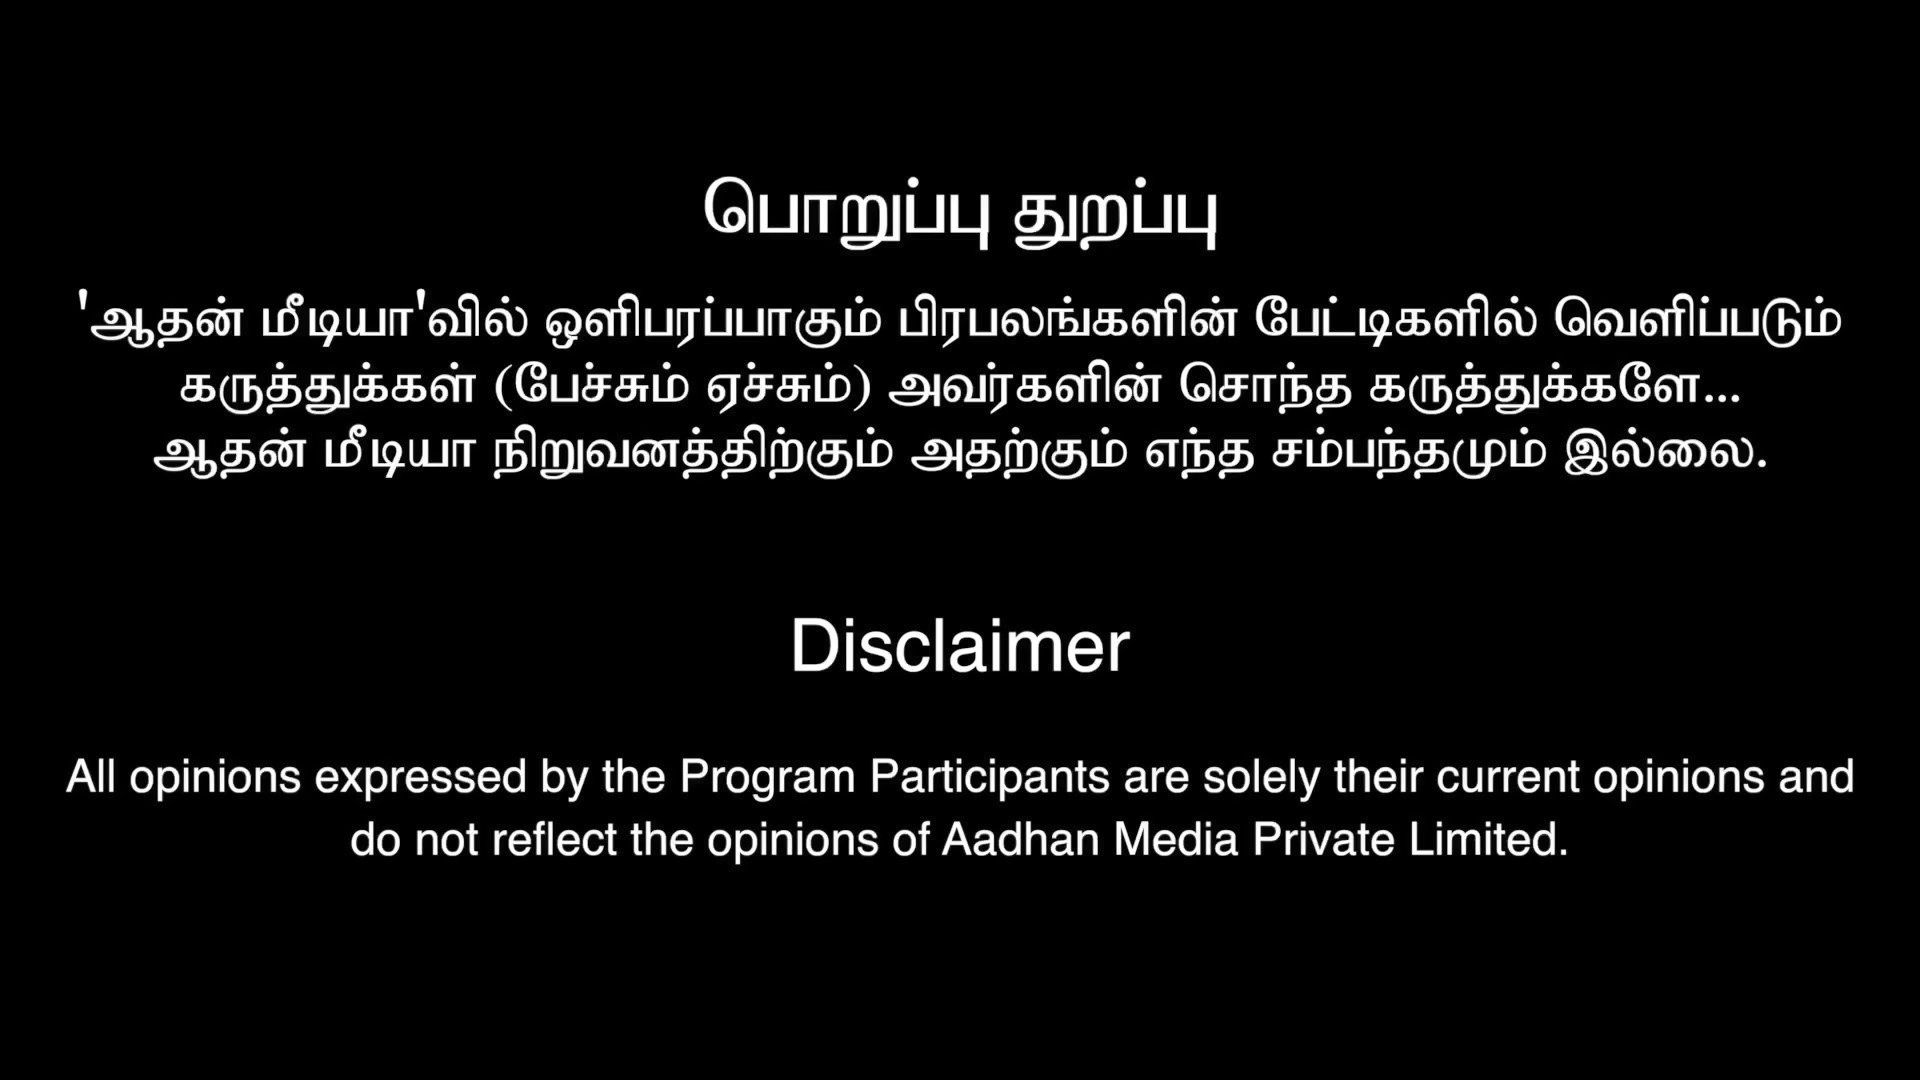 பொறுப்பு துறப்பு
'ஆதன் மீடியா'வில் ஒளிபரப்பாகும் பிரபலங்களின் பேட்டிகளில் வெளிப்படும்
கருத்துக்கள் (பேச்சும் ஏச்சும்) அவர்களின் சொந்த கருத்துக்களே...
ஆதன் மீடியா நிறுவனத்திற்கும் அதற்கும் எந்த சம்பந்தமும் இல்லை.
Disclaimer
All opinions expressed by the Program Participants are solely their current opinions and
do not reflect the opinions of Aadhan Media Private Limited.